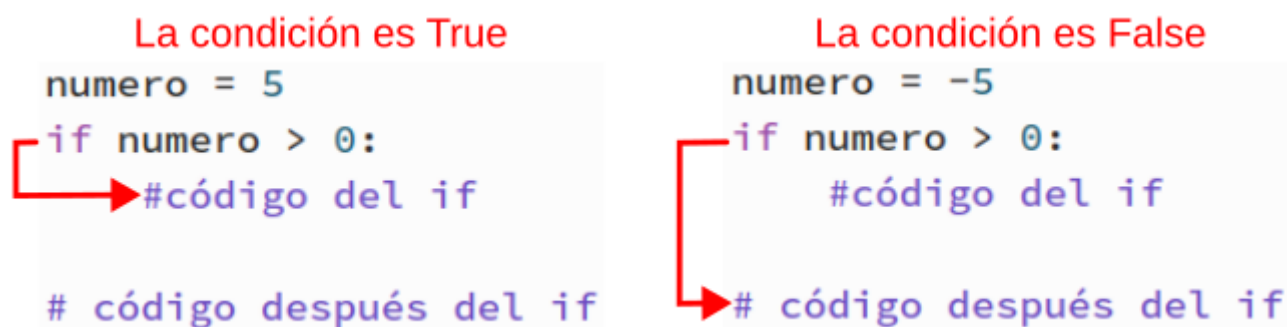 La condición es True
numero = 5
if numero > 0:
#código del if
# código después del if
La condición es False
numero = -5
if numero > 0:
#código del if
# código después del if